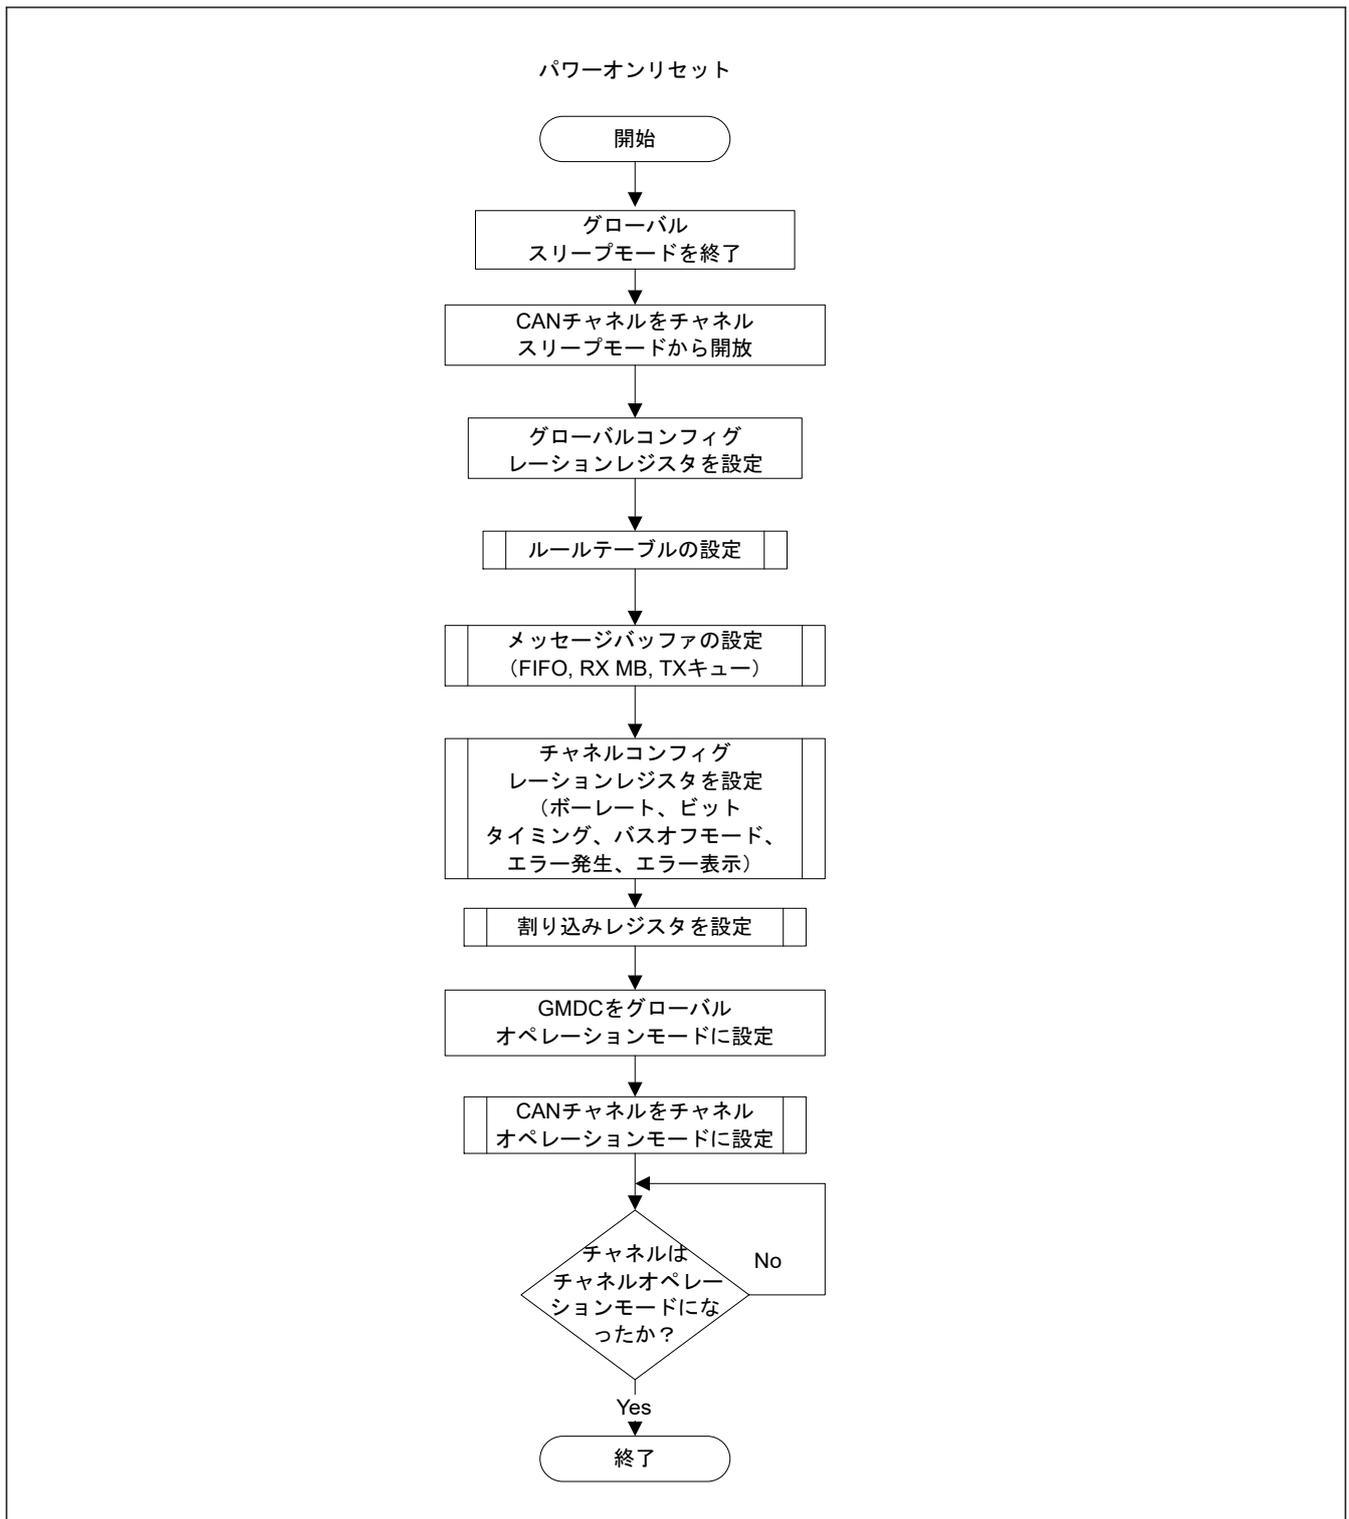 パワーオンリセット
開始
グローバル
スリープモードを終了
CANチャネルをチャネル
スリープモードから開放
グローバルコンフィグ
レーションレジスタを設定
ルールテーブルの設定
メッセージバッファの設定
（FIFO, RX MB, TXキュー）
チャネルコンフィグ
レーションレジスタを設定
（ボーレート、ビット
タイミング、バスオフモード、
エラー発生、エラー表示）
割り込みレジスタを設定
GMDCをグローバル
オペレーションモードに設定
CANチャネルをチャネル
オペレーションモードに設定
チャネルは
チャネルオペレー
ションモードにな
ったか？
No
Yes
終了